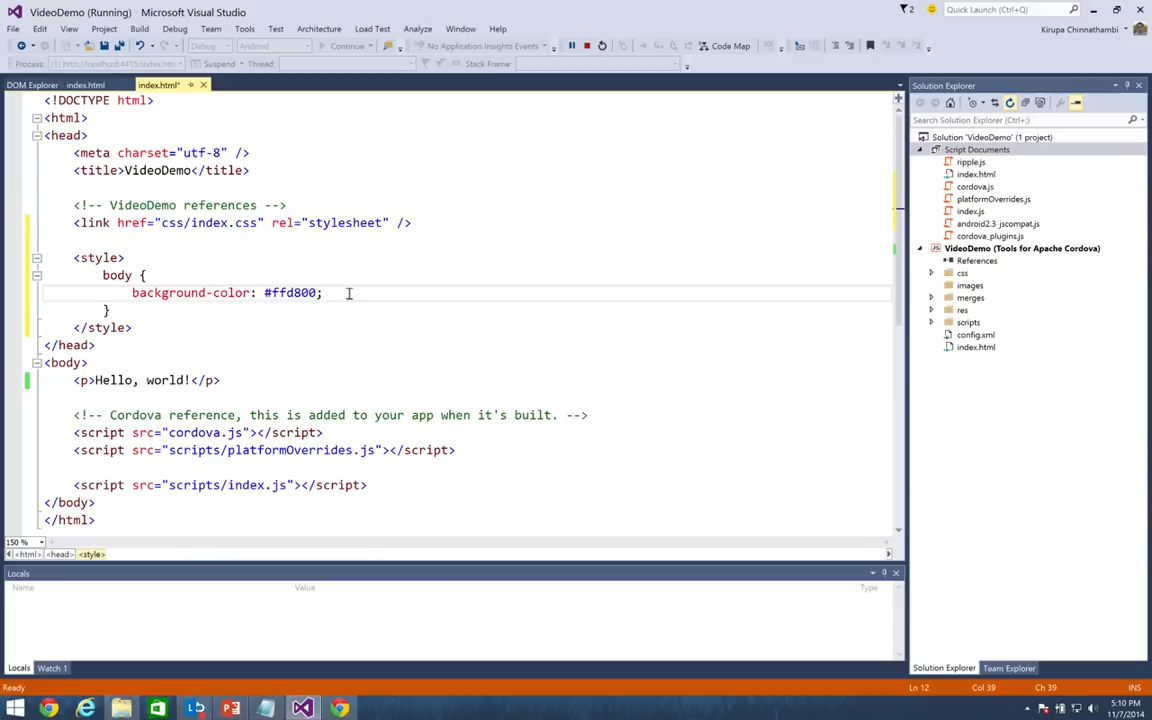 VideoDemo (Running) - Microsoft Visual Studio
2
Quick Launch (Ctrl+Q)
File Edit View Project Build Debug Team Tools Test Architecture Load Test Analyze Window Help
Kirupa Chinnathambi
Debug Android Continue No Application Insights Events Code Map
Process: Suspend Thread: Stack Frame:
DOM Explorer index.html index.html*
<!DOCTYPE html>
<html>
<head>
<meta charset="utf-8" />
<title>VideoDemo</title>
<!-- VideoDemo references -->
<link href="css/index.css" rel="stylesheet" />
<style>
body {
background-color: #ffd800;
}
</style>
</head>
<body>
<p>Hello, world!</p>
<!-- Cordova reference, this is added to your app when it's built. -->
<script src="cordova.js"></script>
<script src="scripts/platformOverrides.js"></script>
<script src="scripts/index.js"></script>
</body>
</html>
150 %
<html> <head> <style>
Locals
Name Value Type
Locals Watch 1
Solution Explorer
Search Solution Explorer (Ctrl+;)
Solution 'VideoDemo' (1 project)
Script Documents
ripple.js
index.html
cordova.js
platformOverrides.js
index.js
android2.3-jscompat.js
cordova_plugins.js
VideoDemo (Tools for Apache Cordova)
References
css
images
merges
res
scripts
config.xml
index.html
Solution Explorer Team Explorer
Ready Ln 12 Col 39 Ch 39 INS
5:10 PM
11/7/2014